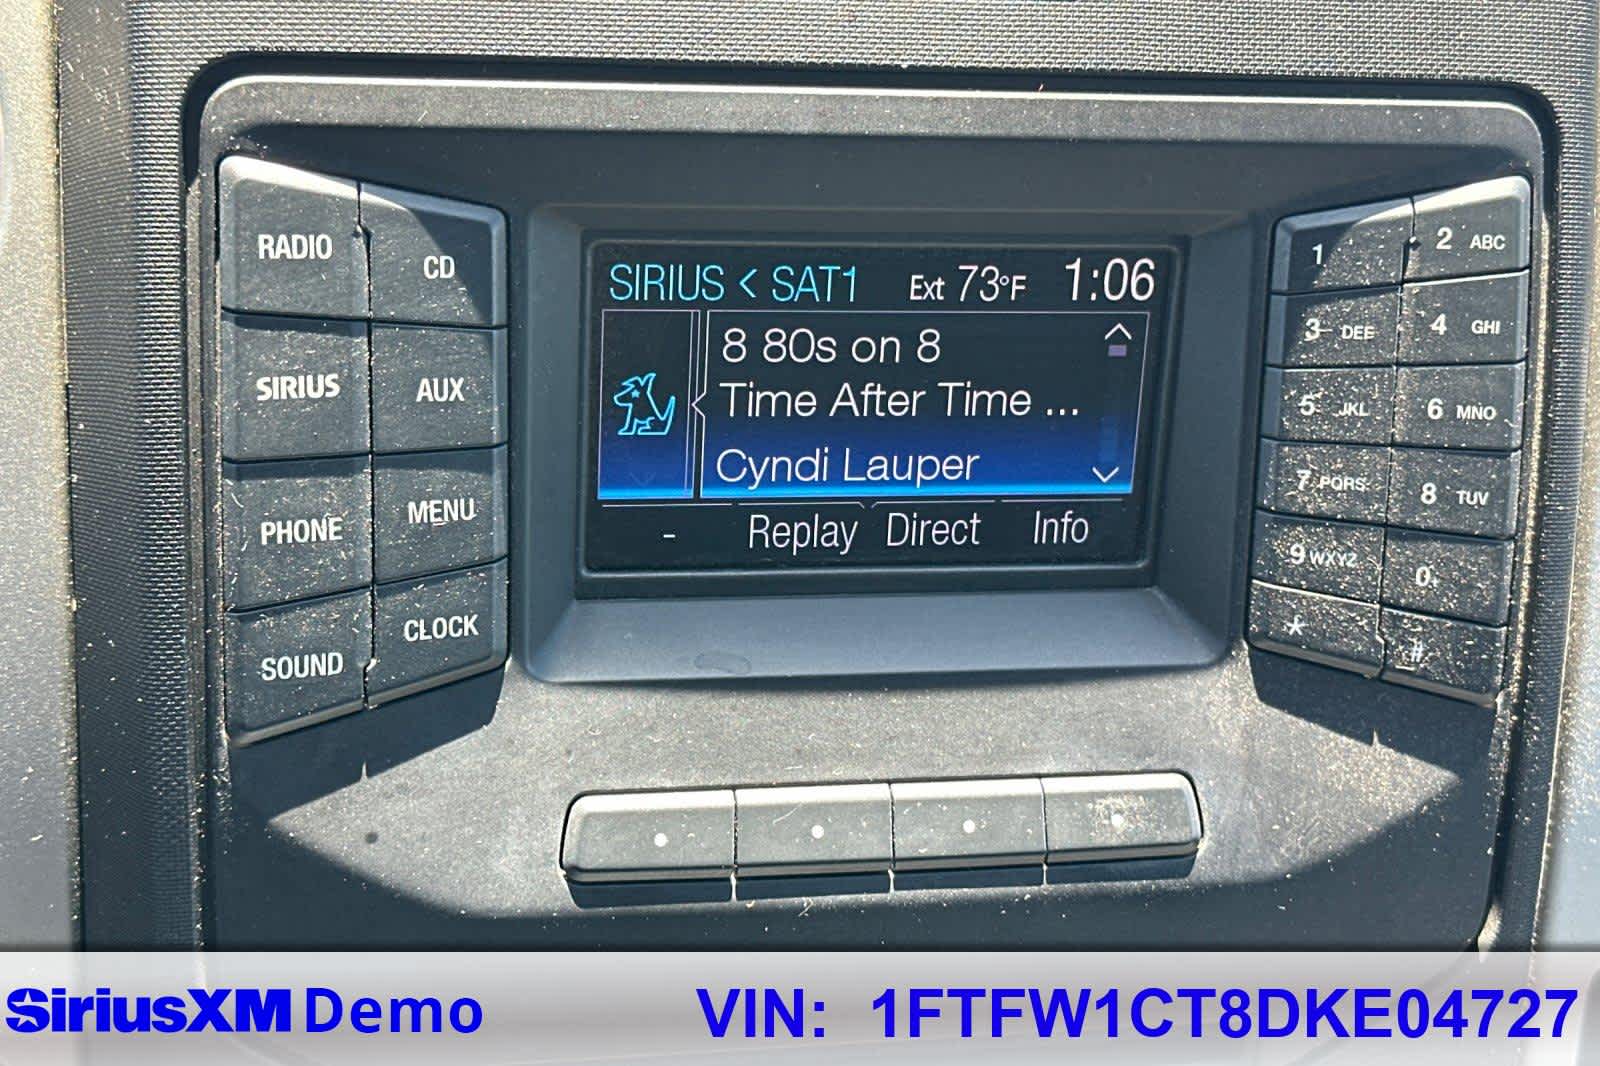 RADIO
CD
SIRIUS
AUX
PHONE
MENU
SOUND
CLOCK
SIRIUS < SAT1 Ext 73°F 1:06
8 80s on 8
Time After Time ...
Cyndi Lauper
- Replay Direct Info
1
2 ABC
3 DEF
4 GHI
5 JKL
6 MNO
7 PQRS
8 TUV
9 WXYZ
0+
*
#
SiriusXM Demo VIN: 1FTFW1CT8DKE04727